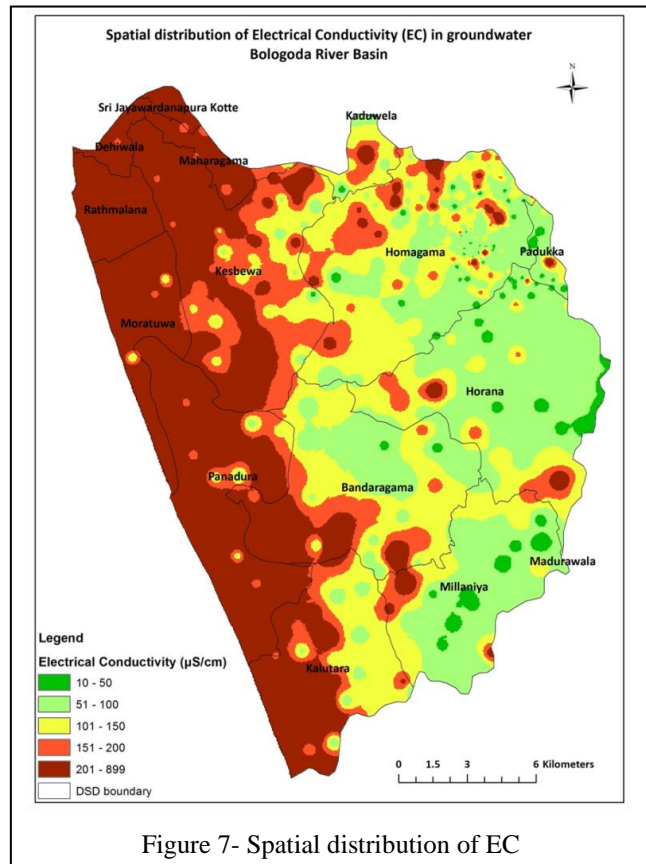 Spatial distribution of Electrical Conductivity (EC) in groundwater
Bologoda River Basin
N
Sri Jayawardanapura Kotte
Kaduwela
Dehiwala
Maharagama
Rathmalana
Homagama
Padukka
Kesbewa
Moratuwa
Horana
Panadura
Bandaragama
Madurawala
Millaniya
Kalutara
Legend
Electrical Conductivity (µS/cm)
10 - 50
51 - 100
101 - 150
151 - 200
201 - 899
DSD boundary
0 1.5 3 6 Kilometers
Figure 7- Spatial distribution of EC